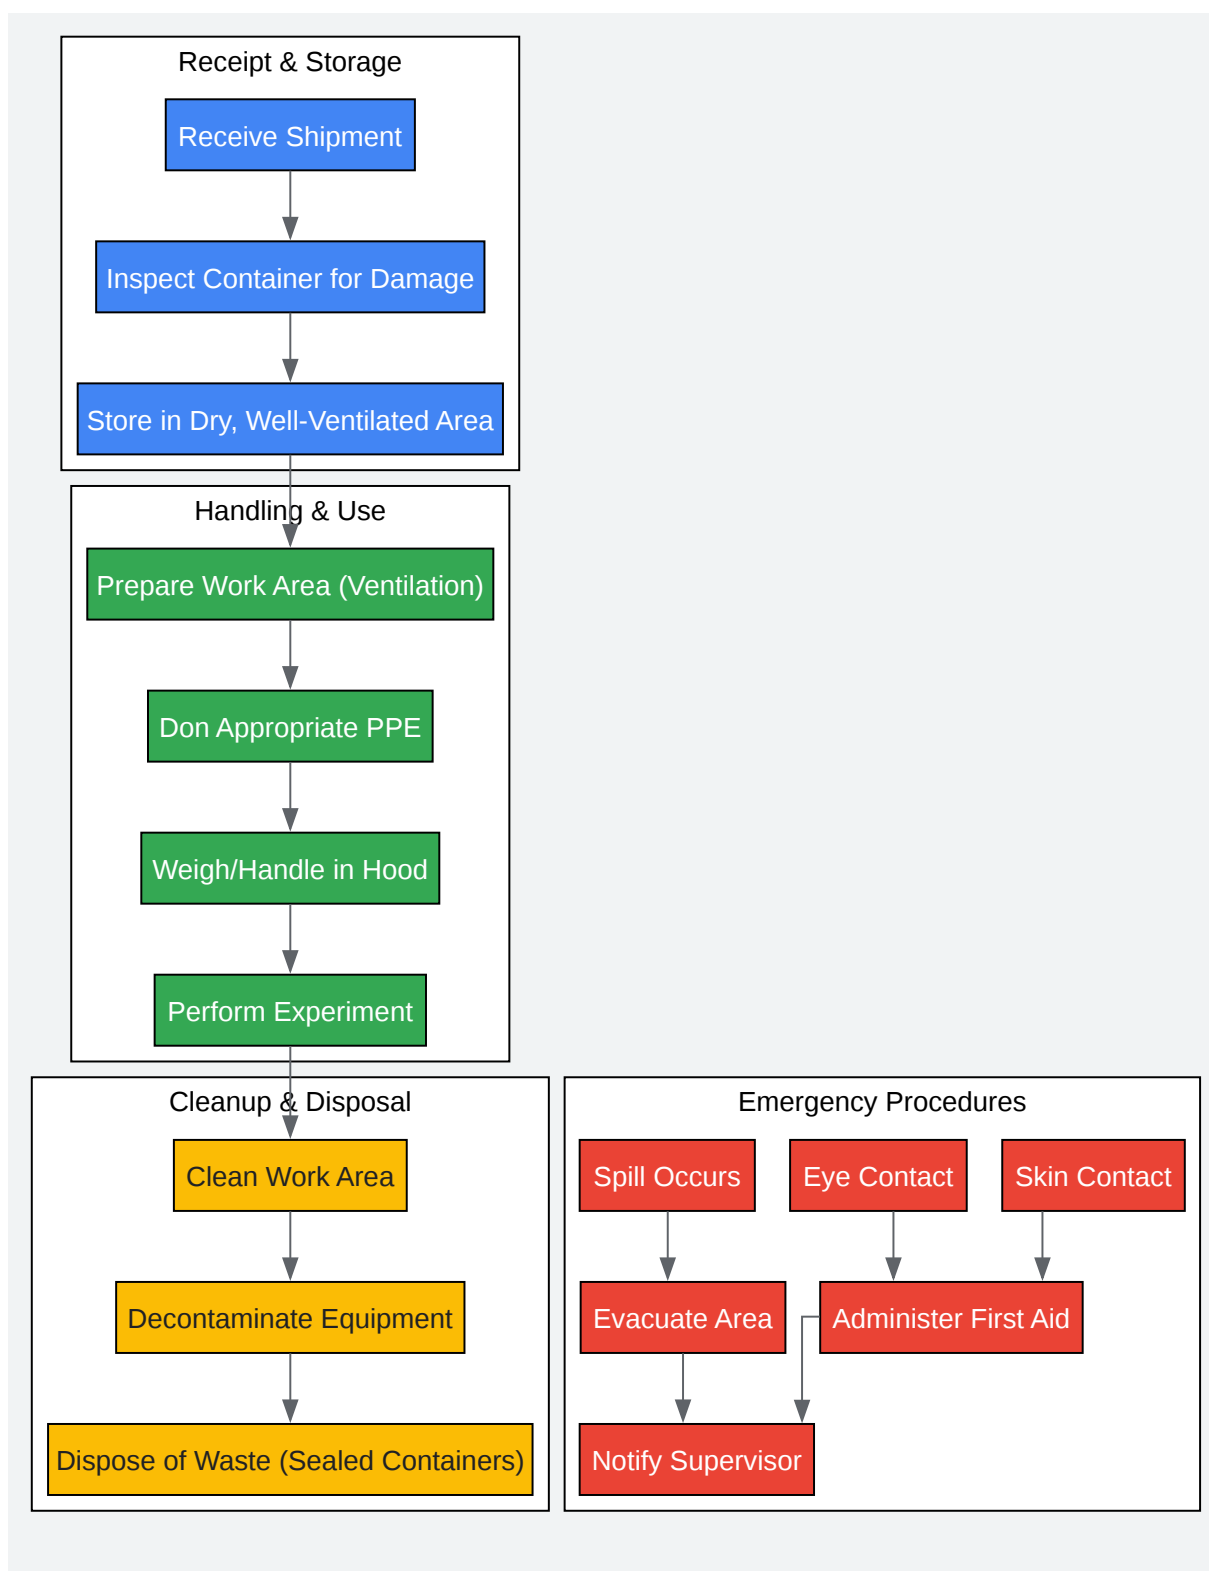 Receipt & Storage
Receive Shipment
Inspect Container for Damage
Store in Dry, Well-Ventilated Area
Handling & Use
Prepare Work Area (Ventilation)
Don Appropriate PPE
Weigh/Handle in Hood
Perform Experiment
Cleanup & Disposal
Clean Work Area
Decontaminate Equipment
Dispose of Waste (Sealed Containers)
Emergency Procedures
Spill Occurs
Eye Contact
Skin Contact
Evacuate Area
Administer First Aid
Notify Supervisor